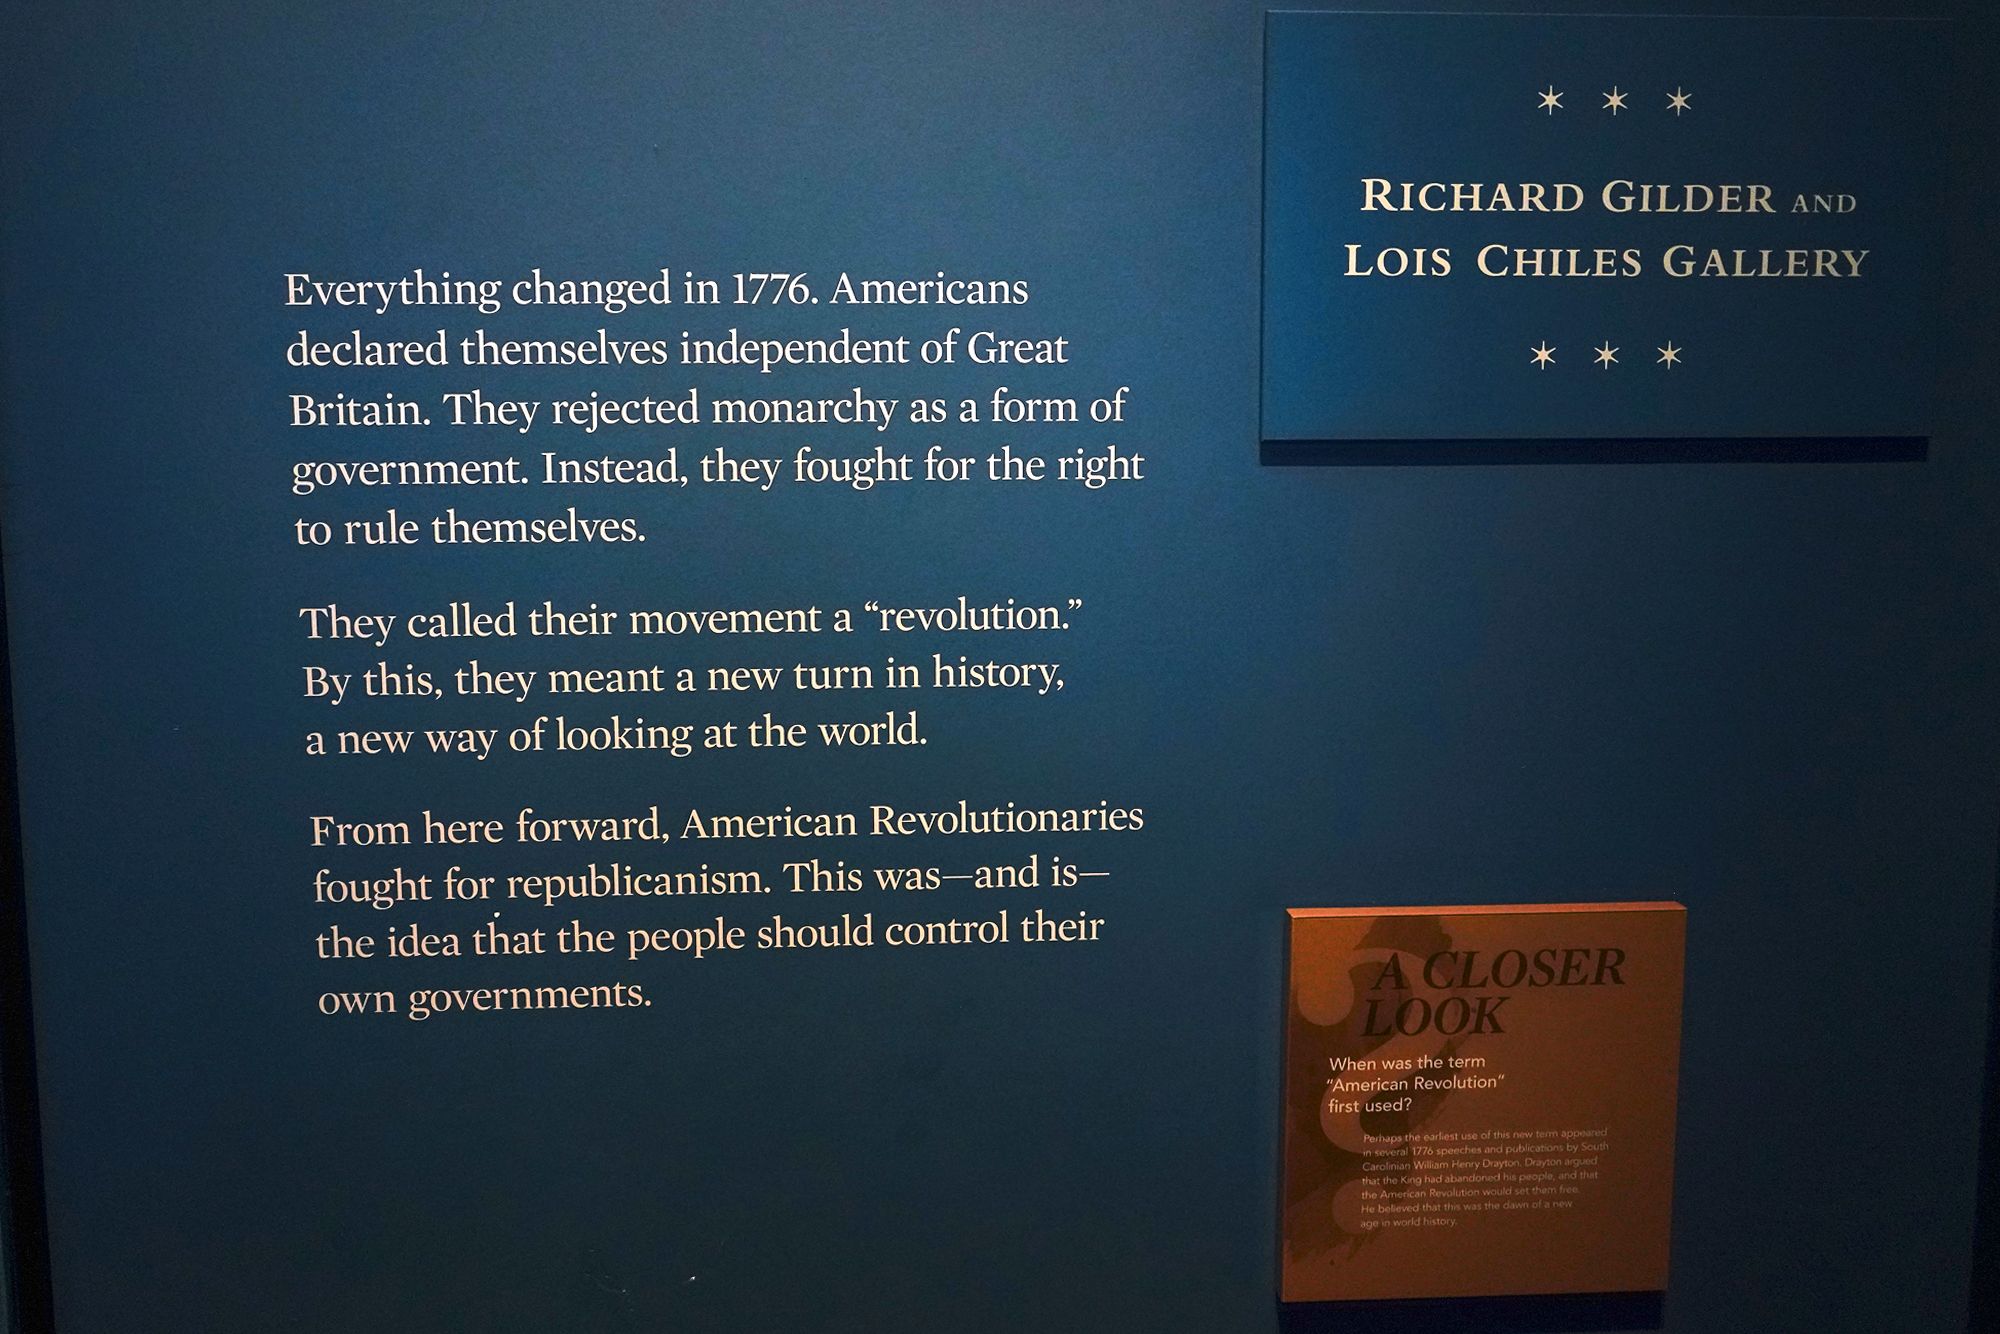 Everything changed in 1776. Americans
declared themselves independent of Great
Britain. They rejected monarchy as a form of
government. Instead, they fought for the right
to rule themselves.
They called their movement a “revolution.”
By this, they meant a new turn in history,
a new way of looking at the world.
From here forward, American Revolutionaries
fought for republicanism. This was—and is—
the idea that the people should control their
own governments.
RICHARD GILDER AND
LOIS CHILES GALLERY
A CLOSER
LOOK
When was the term
“American Revolution”
first used?
Perhaps the earliest use of this new term appeared
in several 1776 speeches and publications by South
Carolinian William Henry Drayton. Drayton argued
that the King had abandoned his people, and that
the American Revolution would set them free.
He believed that this was the dawn of a new
age in world history.